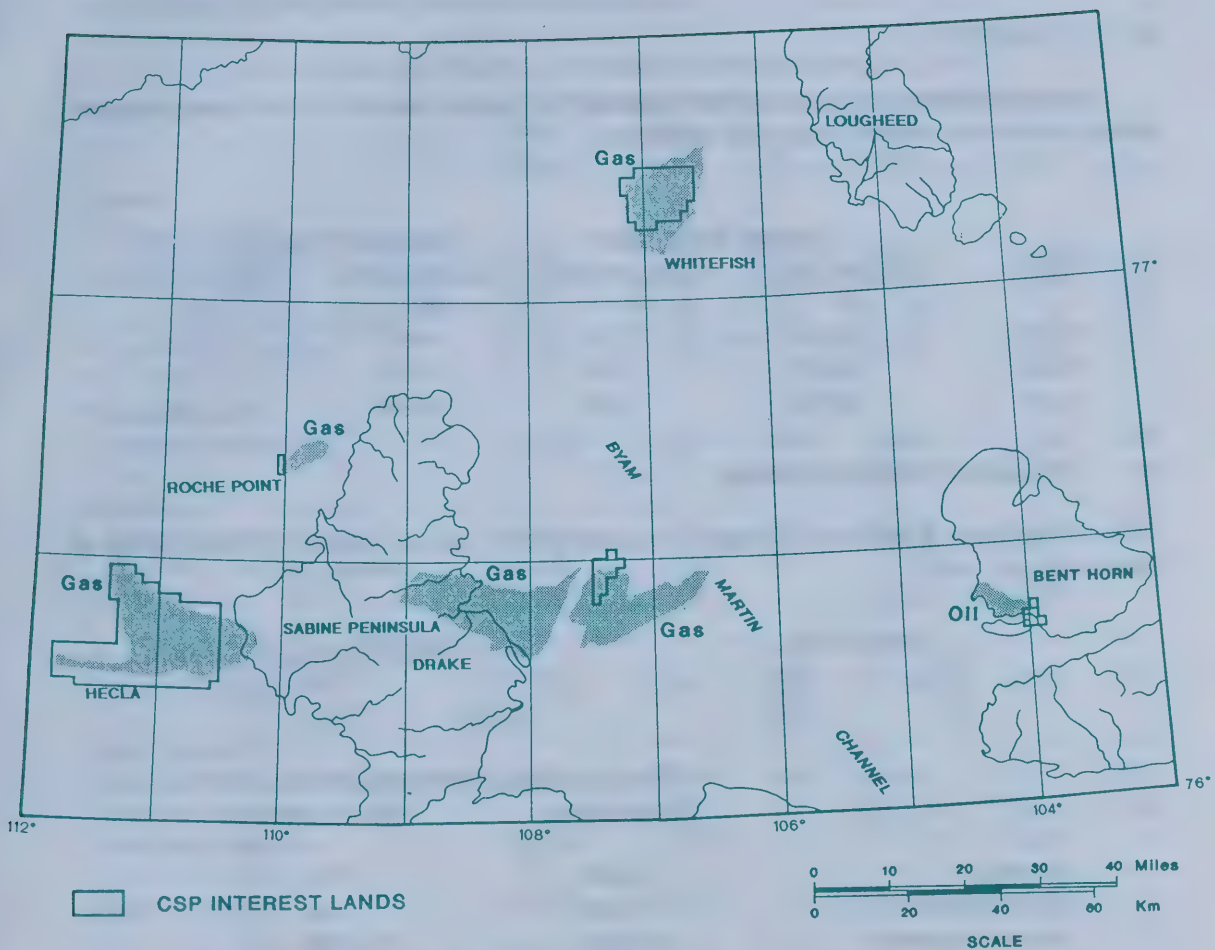 LOUGHEED
Gas
WHITEFISH
77°
Gas
ROCHE POINT
BYAM
Gas
Gas
BENT HORN
SABINE PENINSULA
MARTIN
Oil
Gas
DRAKE
HECLA
CHANNEL
76°
112°
110°
108°
106°
104°
CSP INTEREST LANDS
0 10 20 30 40 Miles
0 20 40 60 Km
SCALE